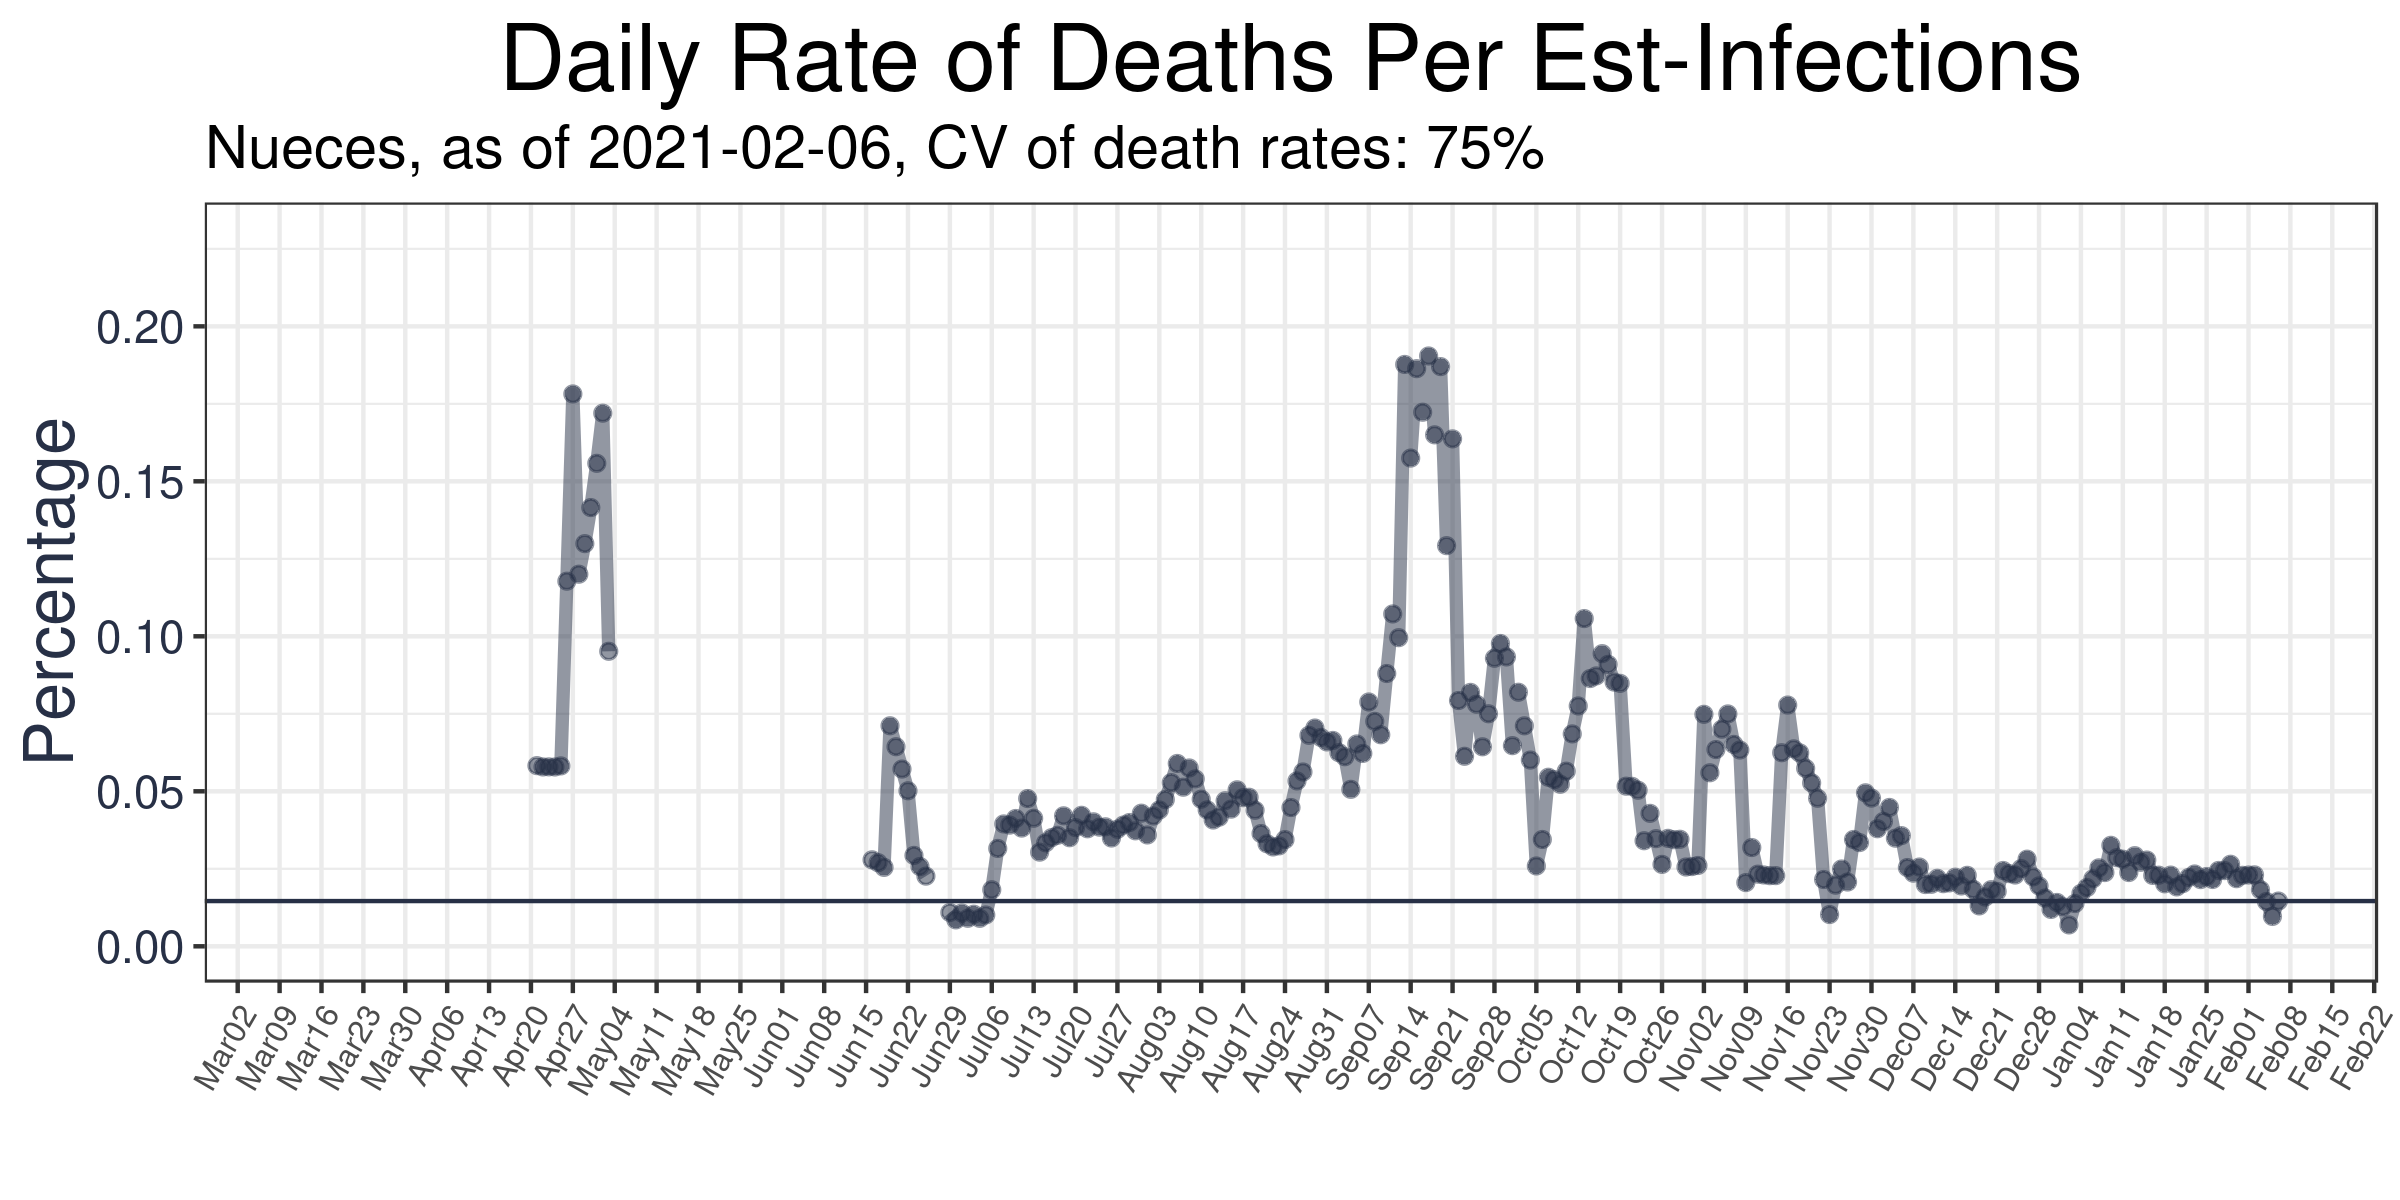 Daily Rate of Deaths Per Est-Infections
Nueces, as of 2021-02-06, CV of death rates: 75%
Percentage
0.20
0.15
0.10
0.05
0.00
Mar02
Mar09
Mar16
Mar23
Mar30
Apr06
Apr13
Apr20
Apr27
May04
May11
May18
May25
Jun01
Jun08
Jun15
Jun22
Jun29
Jul06
Jul13
Jul20
Jul27
Aug03
Aug10
Aug17
Aug24
Aug31
Sep07
Sep14
Sep21
Sep28
Oct05
Oct12
Oct19
Oct26
Nov02
Nov09
Nov16
Nov23
Nov30
Dec07
Dec14
Dec21
Dec28
Jan04
Jan11
Jan18
Jan25
Feb01
Feb08
Feb15
Feb22